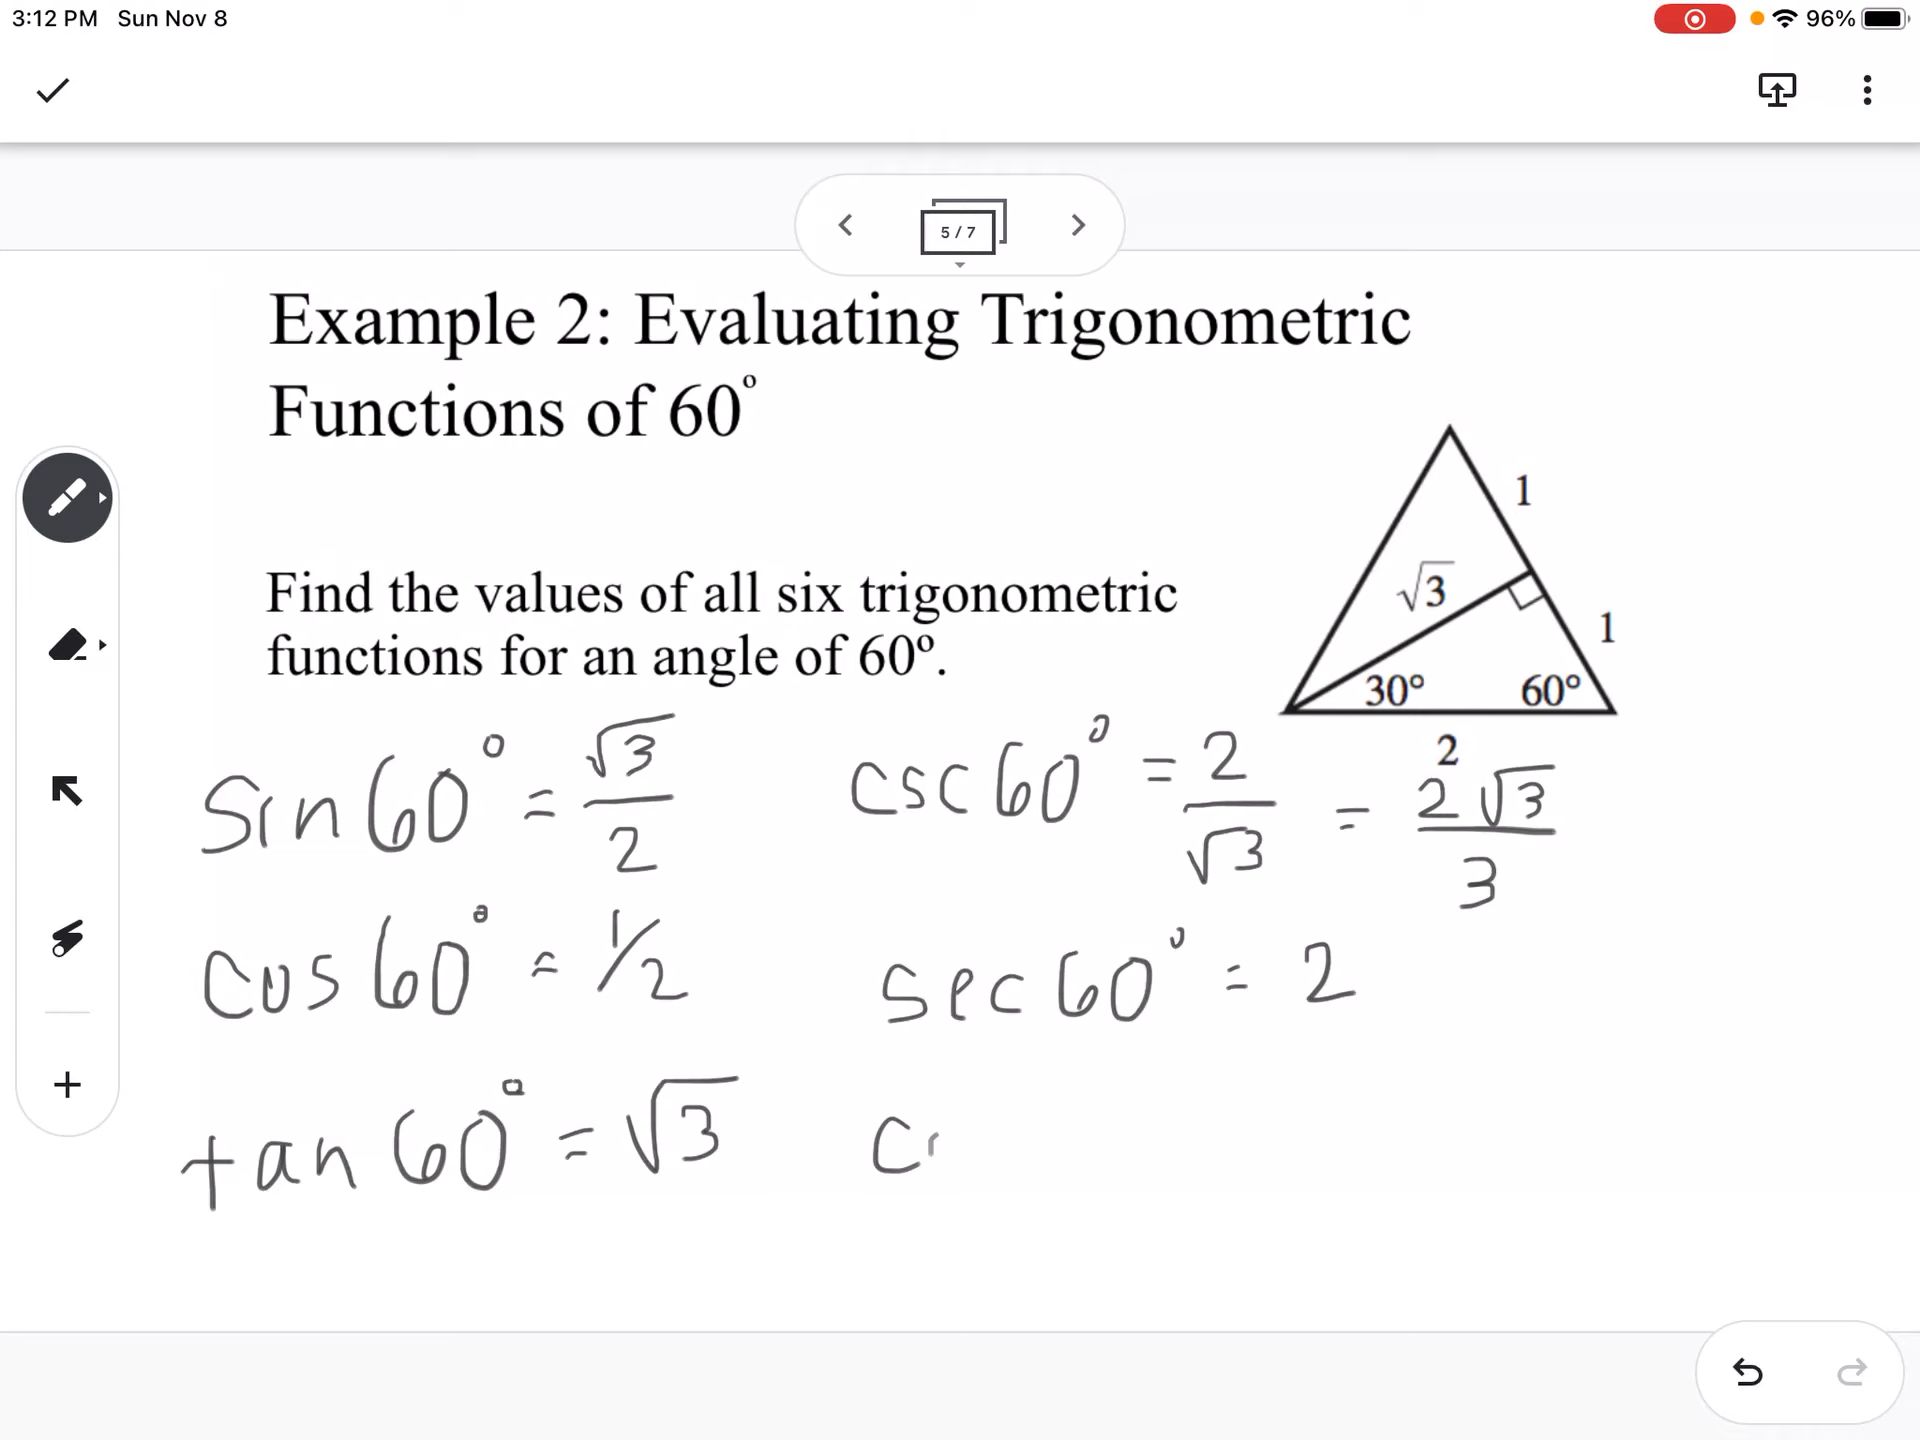 3:12 PM Sun Nov 8
96%
5 / 7
Example 2: Evaluating Trigonometric
Functions of 60°
Find the values of all six trigonometric
functions for an angle of 60º.
1
√3
1
30° 60°
2
sin 60° = √3/2
csc 60° = 2/√3 = 2√3/3
cos 60° = 1/2
sec 60° = 2
tan 60° = √3
c